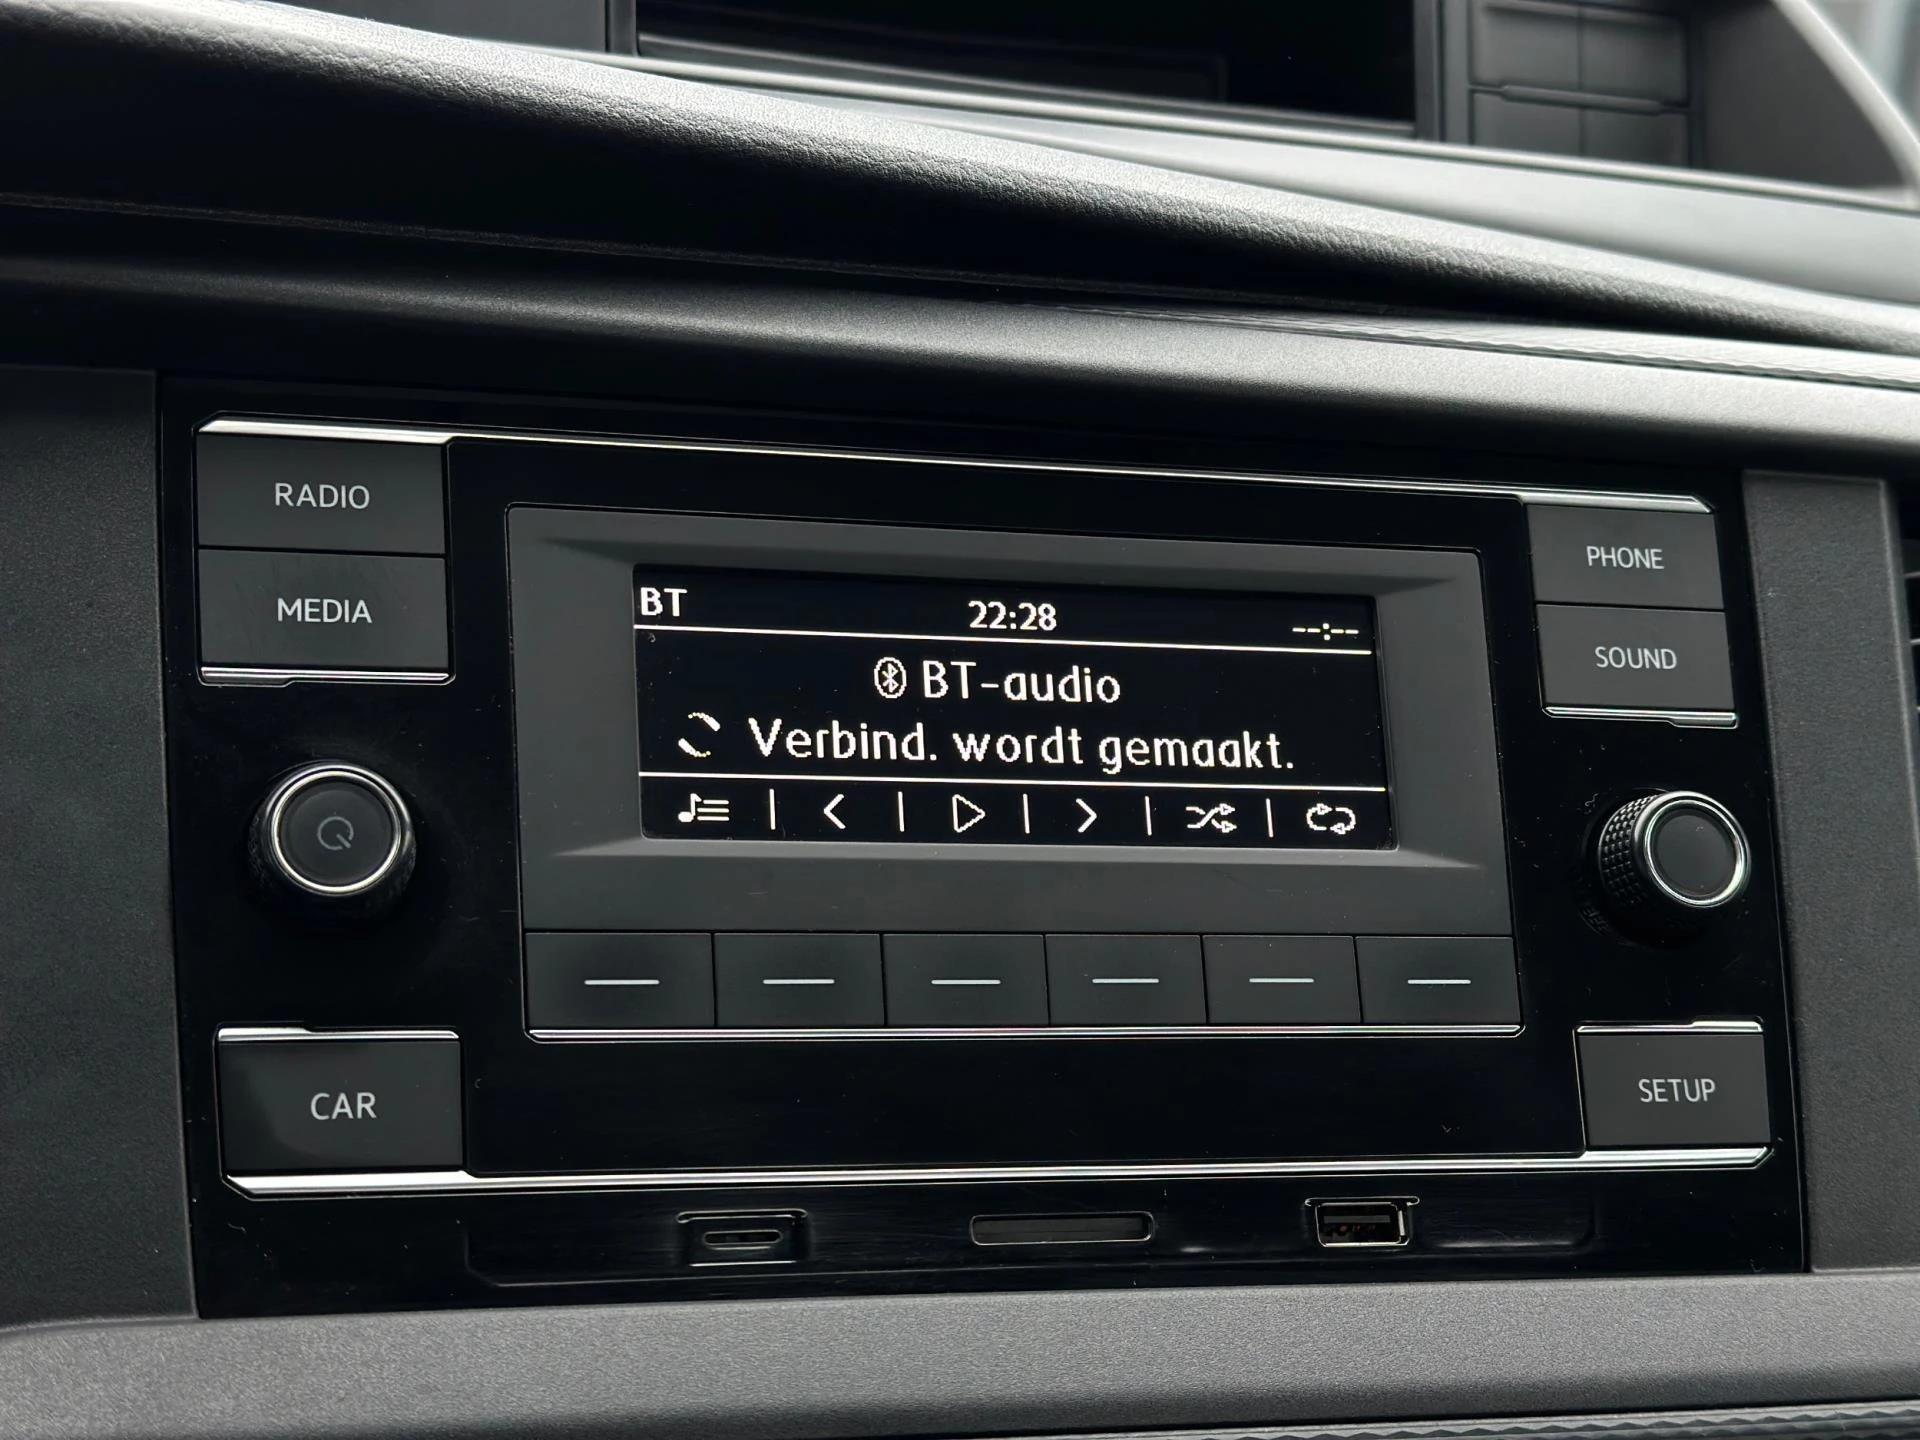 RADIO
MEDIA
PHONE
SOUND
BT 22:28 --:--
BT-audio
Verbind. wordt gemaakt.
CAR
SETUP